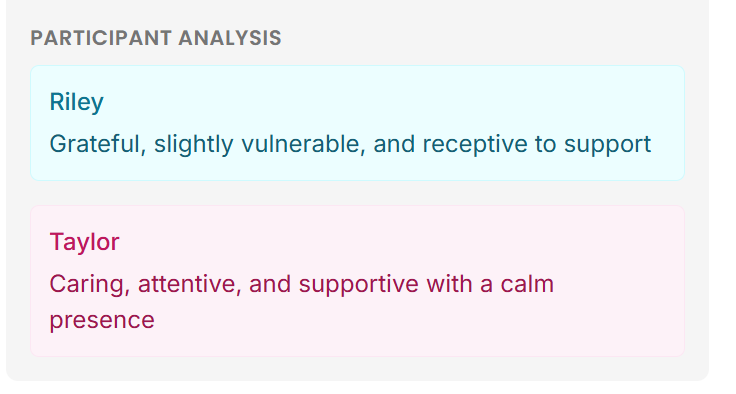 PARTICIPANT ANALYSIS
Riley
Grateful, slightly vulnerable, and receptive to support
Taylor
Caring, attentive, and supportive with a calm
presence